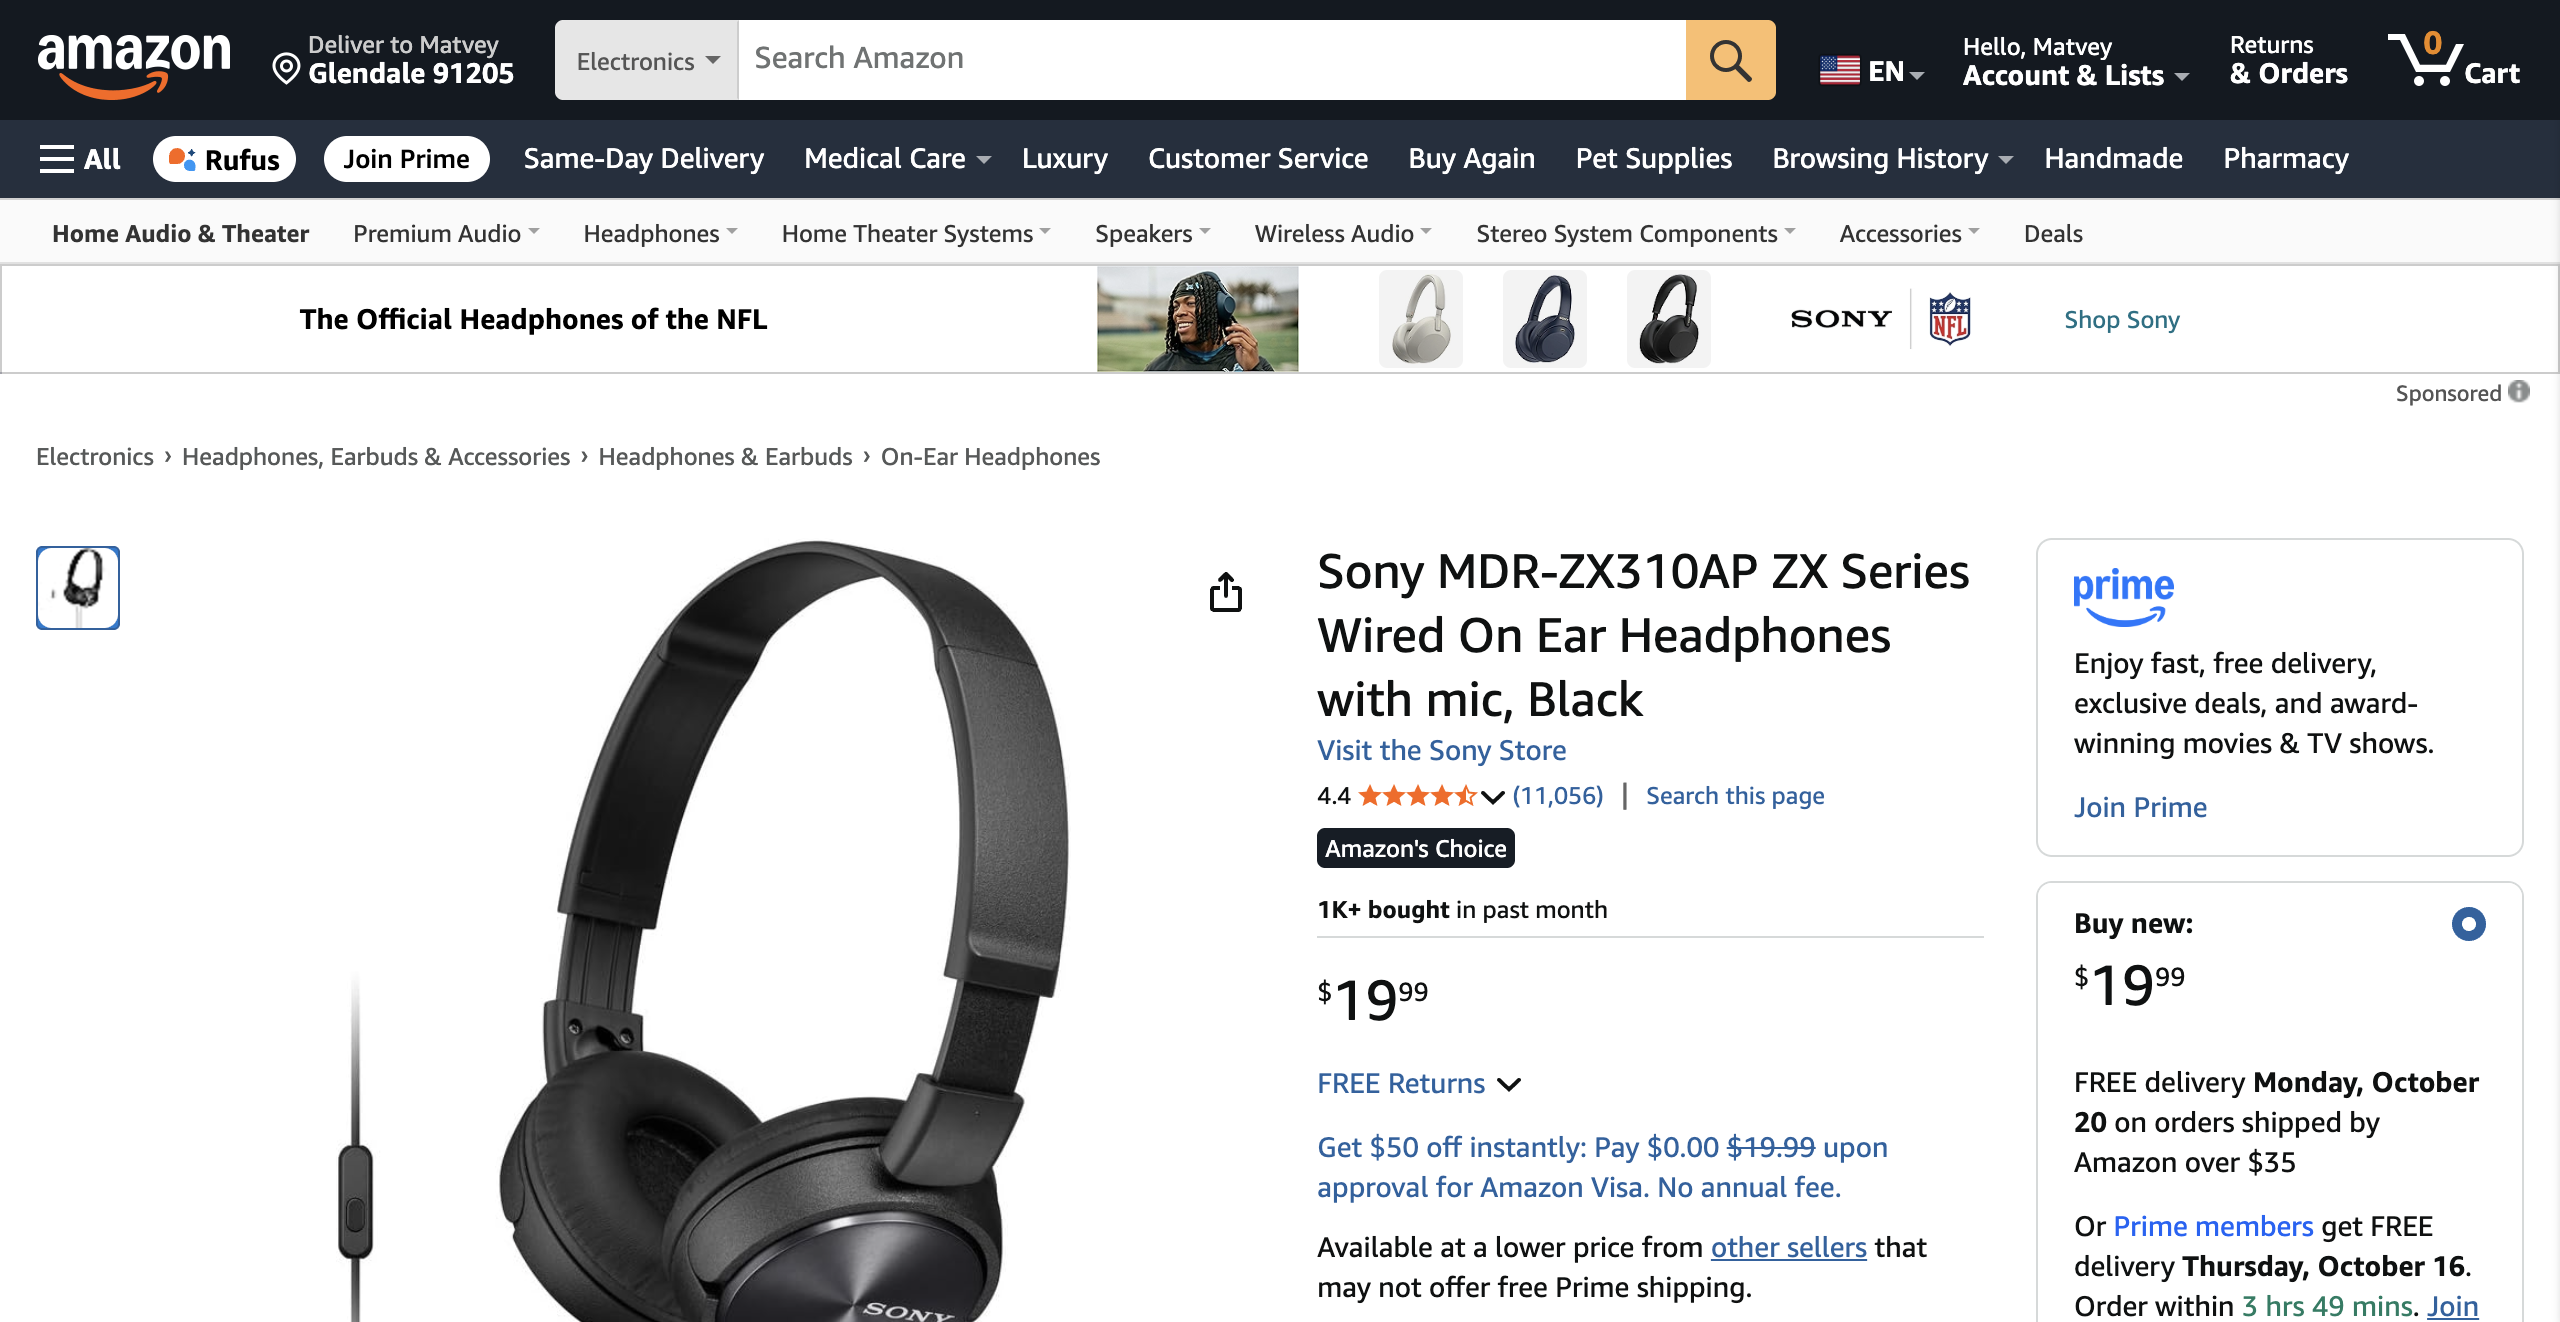 amazon
Deliver to Matvey
Glendale 91205
Electronics
Search Amazon
EN
Hello, Matvey
Account & Lists
Returns
& Orders
0
Cart
All
Rufus
Join Prime
Same-Day Delivery
Medical Care
Luxury
Customer Service
Buy Again
Pet Supplies
Browsing History
Handmade
Pharmacy
Home Audio & Theater
Premium Audio
Headphones
Home Theater Systems
Speakers
Wireless Audio
Stereo System Components
Accessories
Deals
The Official Headphones of the NFL
SONY
NFL
Shop Sony
Sponsored
Electronics › Headphones, Earbuds & Accessories › Headphones & Earbuds › On-Ear Headphones
SONY
Sony MDR-ZX310AP ZX Series
Wired On Ear Headphones
with mic, Black
Visit the Sony Store
4.4 (11,056) | Search this page
Amazon's Choice
1K+ bought in past month
$19.99
FREE Returns
Get $50 off instantly: Pay $0.00 $19.99 upon
approval for Amazon Visa. No annual fee.
Available at a lower price from other sellers that
may not offer free Prime shipping.
prime
Enjoy fast, free delivery,
exclusive deals, and award-
winning movies & TV shows.
Join Prime
Buy new:
$19.99
FREE delivery Monday, October
20 on orders shipped by
Amazon over $35
Or Prime members get FREE
delivery Thursday, October 16.
Order within 3 hrs 49 mins. Join